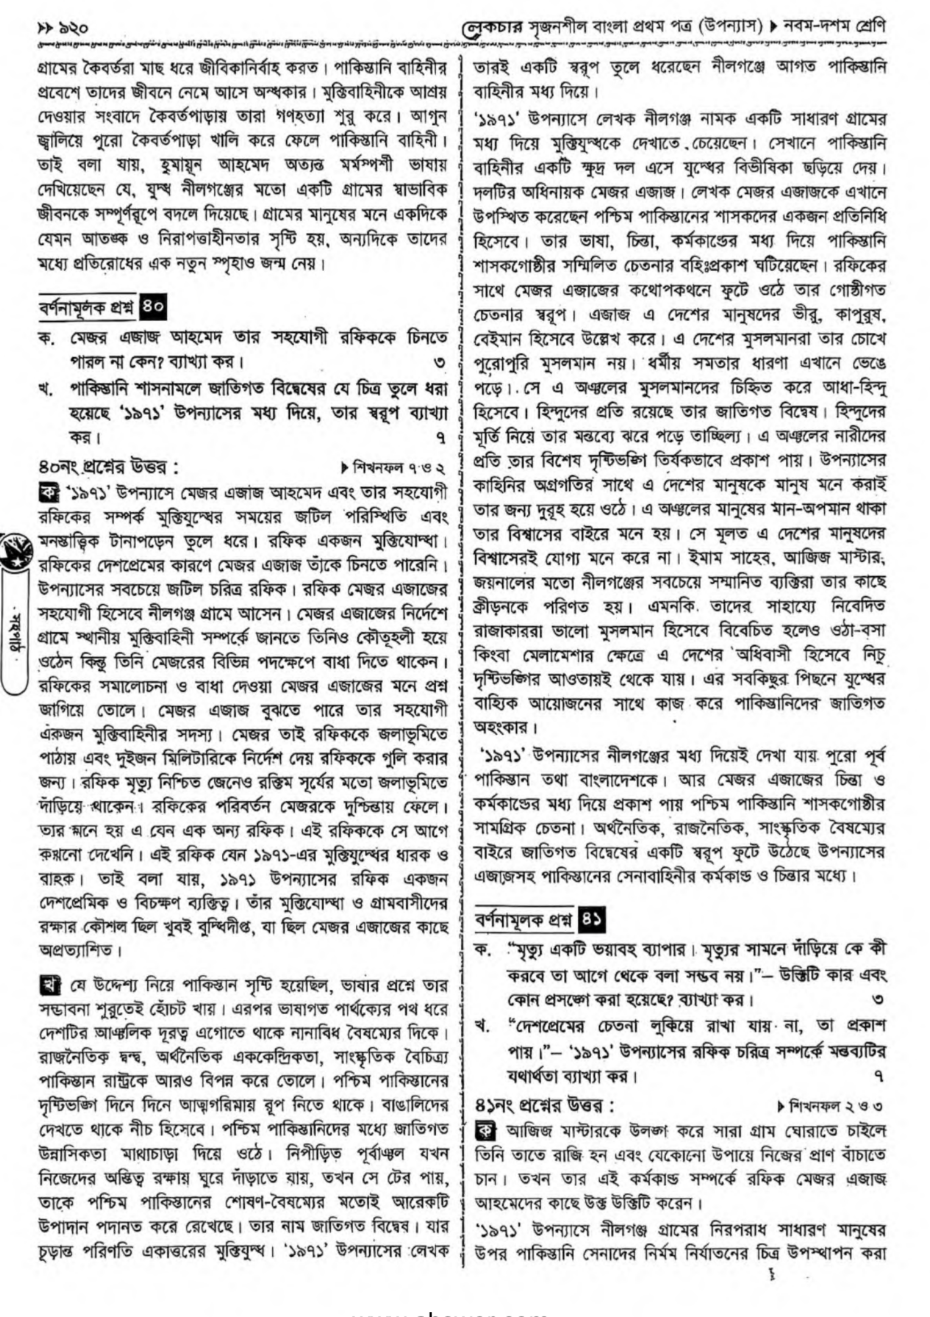 » ৯২০
লেকচার সৃজনশীল বাংলা প্রথম পত্র (উপন্যাস) ▶ নবম-দশম শ্রেণি
গ্রামের কৈবর্তরা মাছ ধরে জীবিকানির্বাহ করত। পাকিস্তানি বাহিনীর
প্রবেশে তাদের জীবনে নেমে আসে অন্ধকার। মুক্তিবাহিনীকে আশ্রয়
দেওয়ার সংবাদে কৈবর্তপাড়ায় তারা গণহত্যা শুরু করে। আগুন
জ্বালিয়ে পুরো কৈবর্তপাড়া খালি করে ফেলে পাকিস্তানি বাহিনী।
তাই বলা যায়, হুমায়ূন আহমেদ অত্যন্ত মর্মস্পর্শী ভাষায়
দেখিয়েছেন যে, যুদ্ধ নীলগঞ্জের মতো একটি গ্রামের স্বাভাবিক
জীবনকে সম্পূর্ণরূপে বদলে দিয়েছে। গ্রামের মানুষের মনে একদিকে
যেমন আতঙ্ক ও নিরাপত্তাহীনতার সৃষ্টি হয়, অন্যদিকে তাদের
মধ্যে প্রতিরোধের এক নতুন স্পৃহাও জন্ম নেয়।
বর্ণনামূলক প্রশ্ন ৪০
ক. মেজর এজাজ আহমেদ তার সহযোগী রফিককে চিনতে
পারল না কেন? ব্যাখ্যা কর। ৩
খ. পাকিস্তানি শাসনামলে জাতিগত বিদ্বেষের যে চিত্র তুলে ধরা
হয়েছে ‘১৯৭১’ উপন্যাসের মধ্য দিয়ে, তার স্বরূপ ব্যাখ্যা
কর। ৭
৪০নং প্রশ্নের উত্তর : ▶ শিখনফল ৭ ও ২
ক ‘১৯৭১’ উপন্যাসে মেজর এজাজ আহমেদ এবং তার সহযোগী
রফিকের সম্পর্ক মুক্তিযুদ্ধের সময়ের জটিল পরিস্থিতি এবং
মনস্তাত্ত্বিক টানাপড়েন তুলে ধরে। রফিক একজন মুক্তিযোদ্ধা।
রফিকের দেশপ্রেমের কারণে মেজর এজাজ তাঁকে চিনতে পারেনি।
উপন্যাসের সবচেয়ে জটিল চরিত্র রফিক। রফিক মেজর এজাজের
সহযোগী হিসেবে নীলগঞ্জ গ্রামে আসেন। মেজর এজাজের নির্দেশে
গ্রামে স্থানীয় মুক্তিবাহিনী সম্পর্কে জানতে তিনিও কৌতূহলী হয়ে
ওঠেন কিন্তু তিনি মেজরের বিভিন্ন পদক্ষেপে বাধা দিতে থাকেন।
রফিকের সমালোচনা ও বাধা দেওয়া মেজর এজাজের মনে প্রশ্ন
জাগিয়ে তোলে। মেজর এজাজ বুঝতে পারে তার সহযোগী
একজন মুক্তিবাহিনীর সদস্য। মেজর তাই রফিককে জলাভূমিতে
পাঠায় এবং দুইজন মিলিটারিকে নির্দেশ দেয় রফিককে গুলি করার
জন্য। রফিক মৃত্যু নিশ্চিত জেনেও রক্তিম সূর্যের মতো জলাভূমিতে
দাঁড়িয়ে থাকেন। রফিকের পরিবর্তন মেজরকে দুশ্চিন্তায় ফেলে।
তার মনে হয় এ যেন এক অন্য রফিক। এই রফিককে সে আগে
কখনো দেখেনি। এই রফিক যেন ১৯৭১-এর মুক্তিযুদ্ধের ধারক ও
বাহক। তাই বলা যায়, ১৯৭১ উপন্যাসের রফিক একজন
দেশপ্রেমিক ও বিচক্ষণ ব্যক্তিত্ব। তাঁর মুক্তিযোদ্ধা ও গ্রামবাসীদের
রক্ষার কৌশল ছিল খুবই বুদ্ধিদীপ্ত, যা ছিল মেজর এজাজের কাছে
অপ্রত্যাশিত।
খ যে উদ্দেশ্য নিয়ে পাকিস্তান সৃষ্টি হয়েছিল, ভাষার প্রশ্নে তার
সম্ভাবনা শুরুতেই হোঁচট খায়। এরপর ভাষাগত পার্থক্যের পথ ধরে
দেশটির আঞ্চলিক দূরত্ব এগোতে থাকে নানাবিধ বৈষম্যের দিকে।
রাজনৈতিক দ্বন্দ্ব, অর্থনৈতিক এককেন্দ্রিকতা, সাংস্কৃতিক বৈচিত্র্য
পাকিস্তান রাষ্ট্রকে আরও বিপন্ন করে তোলে। পশ্চিম পাকিস্তানের
দৃষ্টিভঙ্গি দিনে দিনে আত্মগরিমায় রূপ নিতে থাকে। বাঙালিদের
দেখতে থাকে নীচ হিসেবে। পশ্চিম পাকিস্তানিদের মধ্যে জাতিগত
উন্নাসিকতা মাথাচাড়া দিয়ে ওঠে। নিপীড়িত পূর্বাঞ্চল যখন
নিজেদের অস্তিত্ব রক্ষায় ঘুরে দাঁড়াতে যায়, তখন সে টের পায়,
তাকে পশ্চিম পাকিস্তানের শোষণ-বৈষম্যের মতোই আরেকটি
উপাদান পদানত করে রেখেছে। তার নাম জাতিগত বিদ্বেষ। যার
চূড়ান্ত পরিণতি একাত্তরের মুক্তিযুদ্ধ। ‘১৯৭১’ উপন্যাসের লেখক
সহপাঠ
তারই একটি স্বরূপ তুলে ধরেছেন নীলগঞ্জে আগত পাকিস্তানি
বাহিনীর মধ্য দিয়ে।
‘১৯৭১’ উপন্যাসে লেখক নীলগঞ্জ নামক একটি সাধারণ গ্রামের
মধ্য দিয়ে মুক্তিযুদ্ধকে দেখাতে চেয়েছেন। সেখানে পাকিস্তানি
বাহিনীর একটি ক্ষুদ্র দল এসে যুদ্ধের বিভীষিকা ছড়িয়ে দেয়।
দলটির অধিনায়ক মেজর এজাজ। লেখক মেজর এজাজকে এখানে
উপস্থিত করেছেন পশ্চিম পাকিস্তানের শাসকদের একজন প্রতিনিধি
হিসেবে। তার ভাষা, চিন্তা, কর্মকাণ্ডের মধ্য দিয়ে পাকিস্তানি
শাসকগোষ্ঠীর সম্মিলিত চেতনার বহিঃপ্রকাশ ঘটিয়েছেন। রফিকের
সাথে মেজর এজাজের কথোপকথনে ফুটে ওঠে তার গোষ্ঠীগত
চেতনার স্বরূপ। এজাজ এ দেশের মানুষদের ভীরু, কাপুরুষ,
বেইমান হিসেবে উল্লেখ করে। এ দেশের মুসলমানরা তার চোখে
পুরোপুরি মুসলমান নয়। ধর্মীয় সমতার ধারণা এখানে ভেঙে
পড়ে। সে এ অঞ্চলের মুসলমানদের চিহ্নিত করে আধা-হিন্দু
হিসেবে। হিন্দুদের প্রতি রয়েছে তার জাতিগত বিদ্বেষ। হিন্দুদের
মূর্তি নিয়ে তার মন্তব্যে ঝরে পড়ে তাচ্ছিল্য। এ অঞ্চলের নারীদের
প্রতি তার বিশেষ দৃষ্টিভঙ্গি তির্যকভাবে প্রকাশ পায়। উপন্যাসের
কাহিনির অগ্রগতির সাথে এ দেশের মানুষকে মানুষ মনে করাই
তার জন্য দুরূহ হয়ে ওঠে। এ অঞ্চলের মানুষের মান-অপমান থাকা
তার বিশ্বাসের বাইরে মনে হয়। সে মূলত এ দেশের মানুষদের
বিশ্বাসেরই যোগ্য মনে করে না। ইমাম সাহেব, আজিজ মাস্টার,
জয়নালের মতো নীলগঞ্জের সবচেয়ে সম্মানিত ব্যক্তিরা তার কাছে
ক্রীড়নকে পরিণত হয়। এমনকি তাদের সাহায্যে নিবেদিত
রাজাকাররা ভালো মুসলমান হিসেবে বিবেচিত হলেও ওঠা-বসা
কিংবা মেলামেশার ক্ষেত্রে এ দেশের অধিবাসী হিসেবে নিচু
দৃষ্টিভঙ্গির আওতায়ই থেকে যায়। এর সবকিছুর পিছনে যুদ্ধের
বাহ্যিক আয়োজনের সাথে কাজ করে পাকিস্তানিদের জাতিগত
অহংকার।
‘১৯৭১’ উপন্যাসের নীলগঞ্জের মধ্য দিয়েই দেখা যায় পুরো পূর্ব
পাকিস্তান তথা বাংলাদেশকে। আর মেজর এজাজের চিন্তা ও
কর্মকাণ্ডের মধ্য দিয়ে প্রকাশ পায় পশ্চিম পাকিস্তানি শাসকগোষ্ঠীর
সামগ্রিক চেতনা। অর্থনৈতিক, রাজনৈতিক, সাংস্কৃতিক বৈষম্যের
বাইরে জাতিগত বিদ্বেষের একটি স্বরূপ ফুটে উঠেছে উপন্যাসের
এজাজসহ পাকিস্তানের সেনাবাহিনীর কর্মকাণ্ড ও চিন্তার মধ্যে।
বর্ণনামূলক প্রশ্ন ৪১
ক. “মৃত্যু একটি ভয়াবহ ব্যাপার। মৃত্যুর সামনে দাঁড়িয়ে কে কী
করবে তা আগে থেকে বলা সম্ভব নয়।”– উক্তিটি কার এবং
কোন প্রসঙ্গে করা হয়েছে? ব্যাখ্যা কর। ৩
খ. “দেশপ্রেমের চেতনা লুকিয়ে রাখা যায় না, তা প্রকাশ
পায়।”– ‘১৯৭১’ উপন্যাসের রফিক চরিত্র সম্পর্কে মন্তব্যটির
যথার্থতা ব্যাখ্যা কর। ৭
৪১নং প্রশ্নের উত্তর : ▶ শিখনফল ২ ও ৩
ক আজিজ মাস্টারকে উলঙ্গ করে সারা গ্রাম ঘোরাতে চাইলে
তিনি তাতে রাজি হন এবং যেকোনো উপায়ে নিজের প্রাণ বাঁচাতে
চান। তখন তার এই কর্মকাণ্ড সম্পর্কে রফিক মেজর এজাজ
আহমেদের কাছে উক্ত উক্তিটি করেন।
‘১৯৭১’ উপন্যাসে নীলগঞ্জ গ্রামের নিরপরাধ সাধারণ মানুষের
উপর পাকিস্তানি সেনাদের নির্মম নির্যাতনের চিত্র উপস্থাপন করা